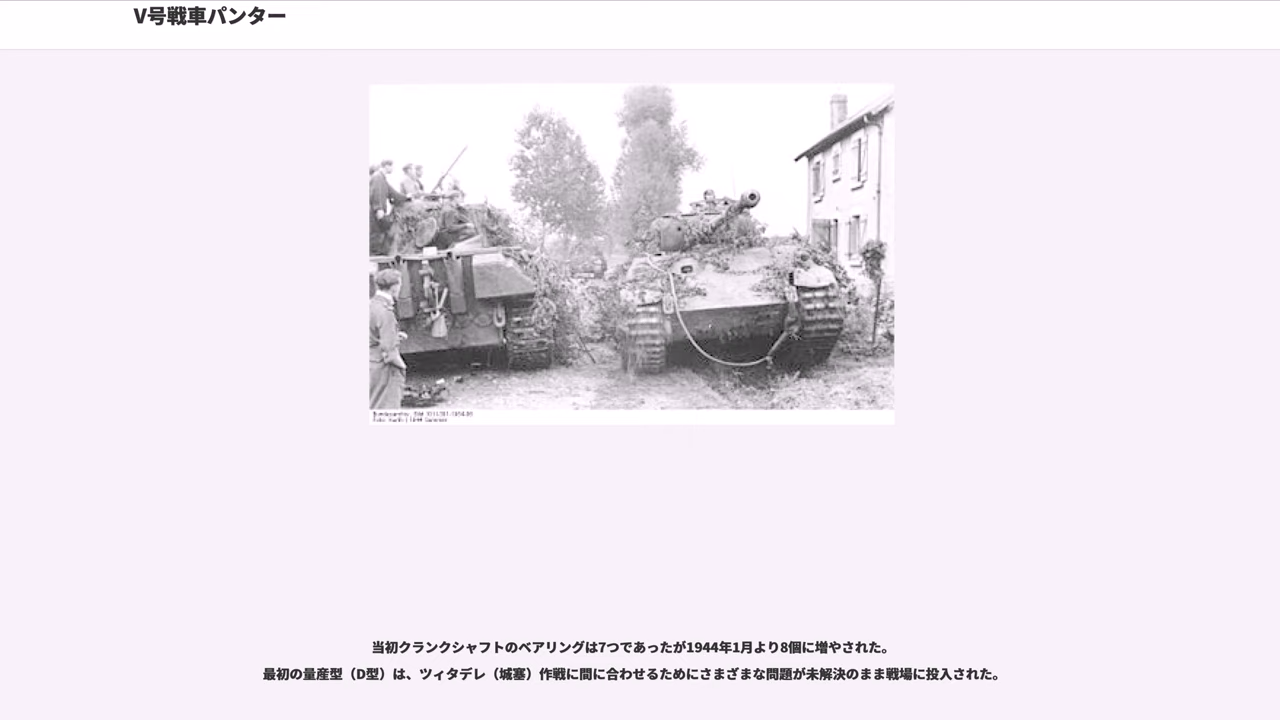 V号戦車パンター
当初クランクシャフトのベアリングは7つであったが1944年1月より8個に増やされた。
最初の量産型（D型）は、ツィタデレ（城塞）作戦に間に合わせるためにさまざまな問題が未解決のまま戦場に投入された。